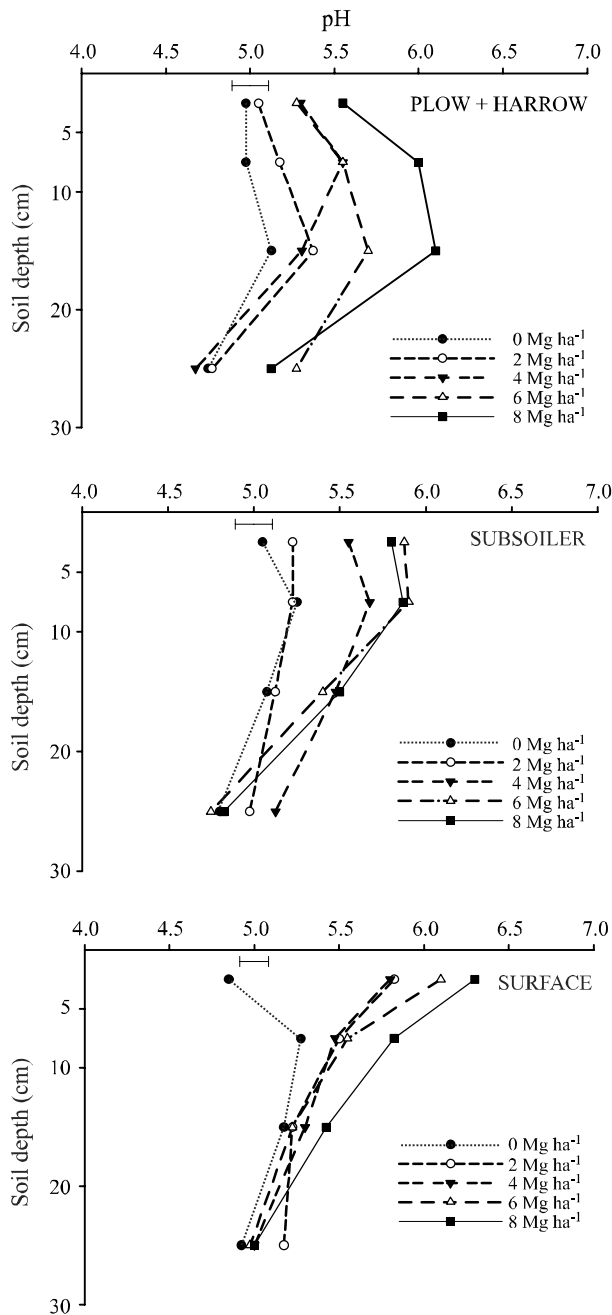 pH
4.0 4.5 5.0 5.5 6.0 6.5 7.0
PLOW + HARROW
5
10
20
30
Soil depth (cm)
0 Mg ha⁻¹
2 Mg ha⁻¹
4 Mg ha⁻¹
6 Mg ha⁻¹
8 Mg ha⁻¹
4.0 4.5 5.0 5.5 6.0 6.5 7.0
SUBSOILER
5
10
20
30
Soil depth (cm)
0 Mg ha⁻¹
2 Mg ha⁻¹
4 Mg ha⁻¹
6 Mg ha⁻¹
8 Mg ha⁻¹
4.0 4.5 5.0 5.5 6.0 6.5 7.0
SURFACE
5
10
20
30
Soil depth (cm)
0 Mg ha⁻¹
2 Mg ha⁻¹
4 Mg ha⁻¹
6 Mg ha⁻¹
8 Mg ha⁻¹